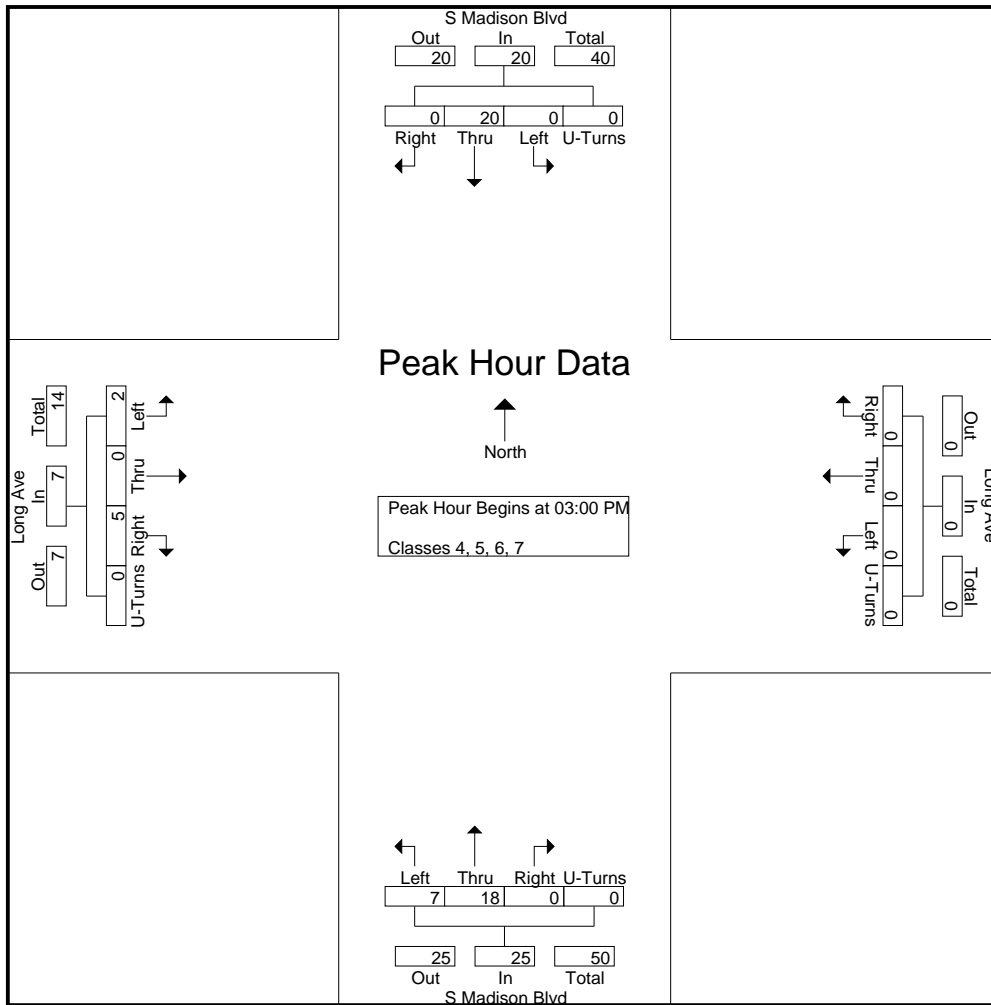 S Madison Blvd
Out In Total
20 20 40
0 20 0 0
Right Thru Left U-Turns
Peak Hour Data
North
Peak Hour Begins at 03:00 PM
Classes 4, 5, 6, 7
Long Ave
Out In Total
7 7 14
0 5 0 2
U-Turns Right Thru Left
Long Ave
Out In Total
0 0 0
0 0 0 0
Right Thru Left U-Turns
Left Thru Right U-Turns
7 18 0 0
25 25 50
Out In Total
S Madison Blvd